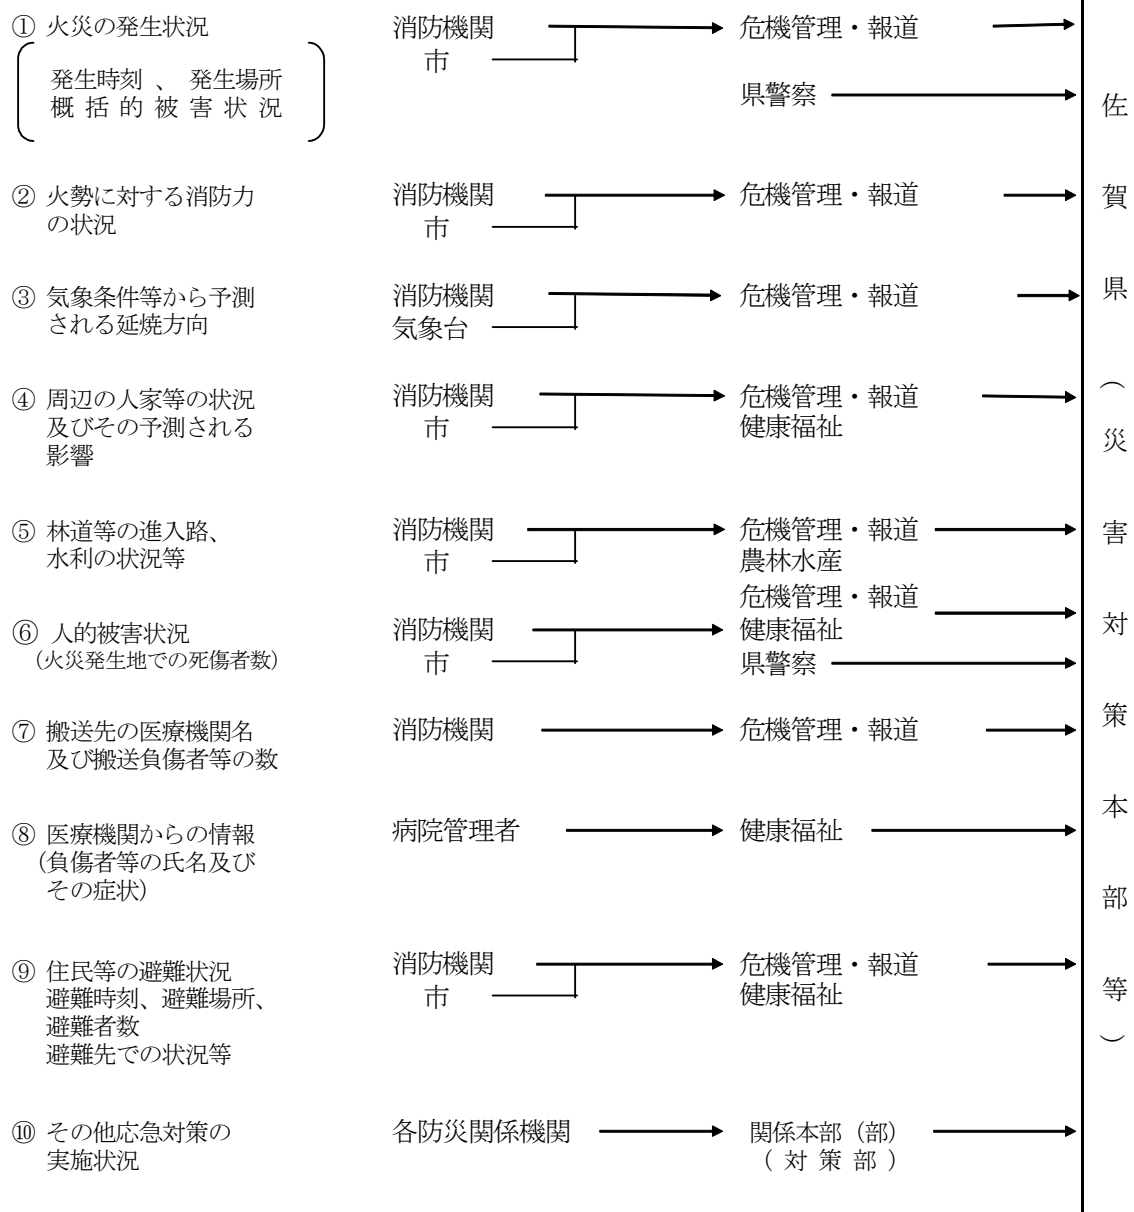 ① 火災の発生状況
発生時刻 、 発生場所
概 括 的 被 害 状 況
消防機関
市
危機管理・報道
県警察
② 火勢に対する消防力
の状況
消防機関
市
危機管理・報道
③ 気象条件等から予測
される延焼方向
消防機関
気象台
危機管理・報道
④ 周辺の人家等の状況
及びその予測される
影響
消防機関
市
危機管理・報道
健康福祉
⑤ 林道等の進入路、
水利の状況等
消防機関
市
危機管理・報道
農林水産
⑥ 人的被害状況
(火災発生地での死傷者数)
消防機関
市
危機管理・報道
健康福祉
県警察
⑦ 搬送先の医療機関名
及び搬送負傷者等の数
消防機関
危機管理・報道
⑧ 医療機関からの情報
(負傷者等の氏名及び
その症状)
病院管理者
健康福祉
⑨ 住民等の避難状況
避難時刻、避難場所、
避難者数
避難先での状況等
消防機関
市
危機管理・報道
健康福祉
⑩ その他応急対策の
実施状況
各防災関係機関
関係本部(部)
( 対 策 部 )
佐賀県(災害対策本部等)